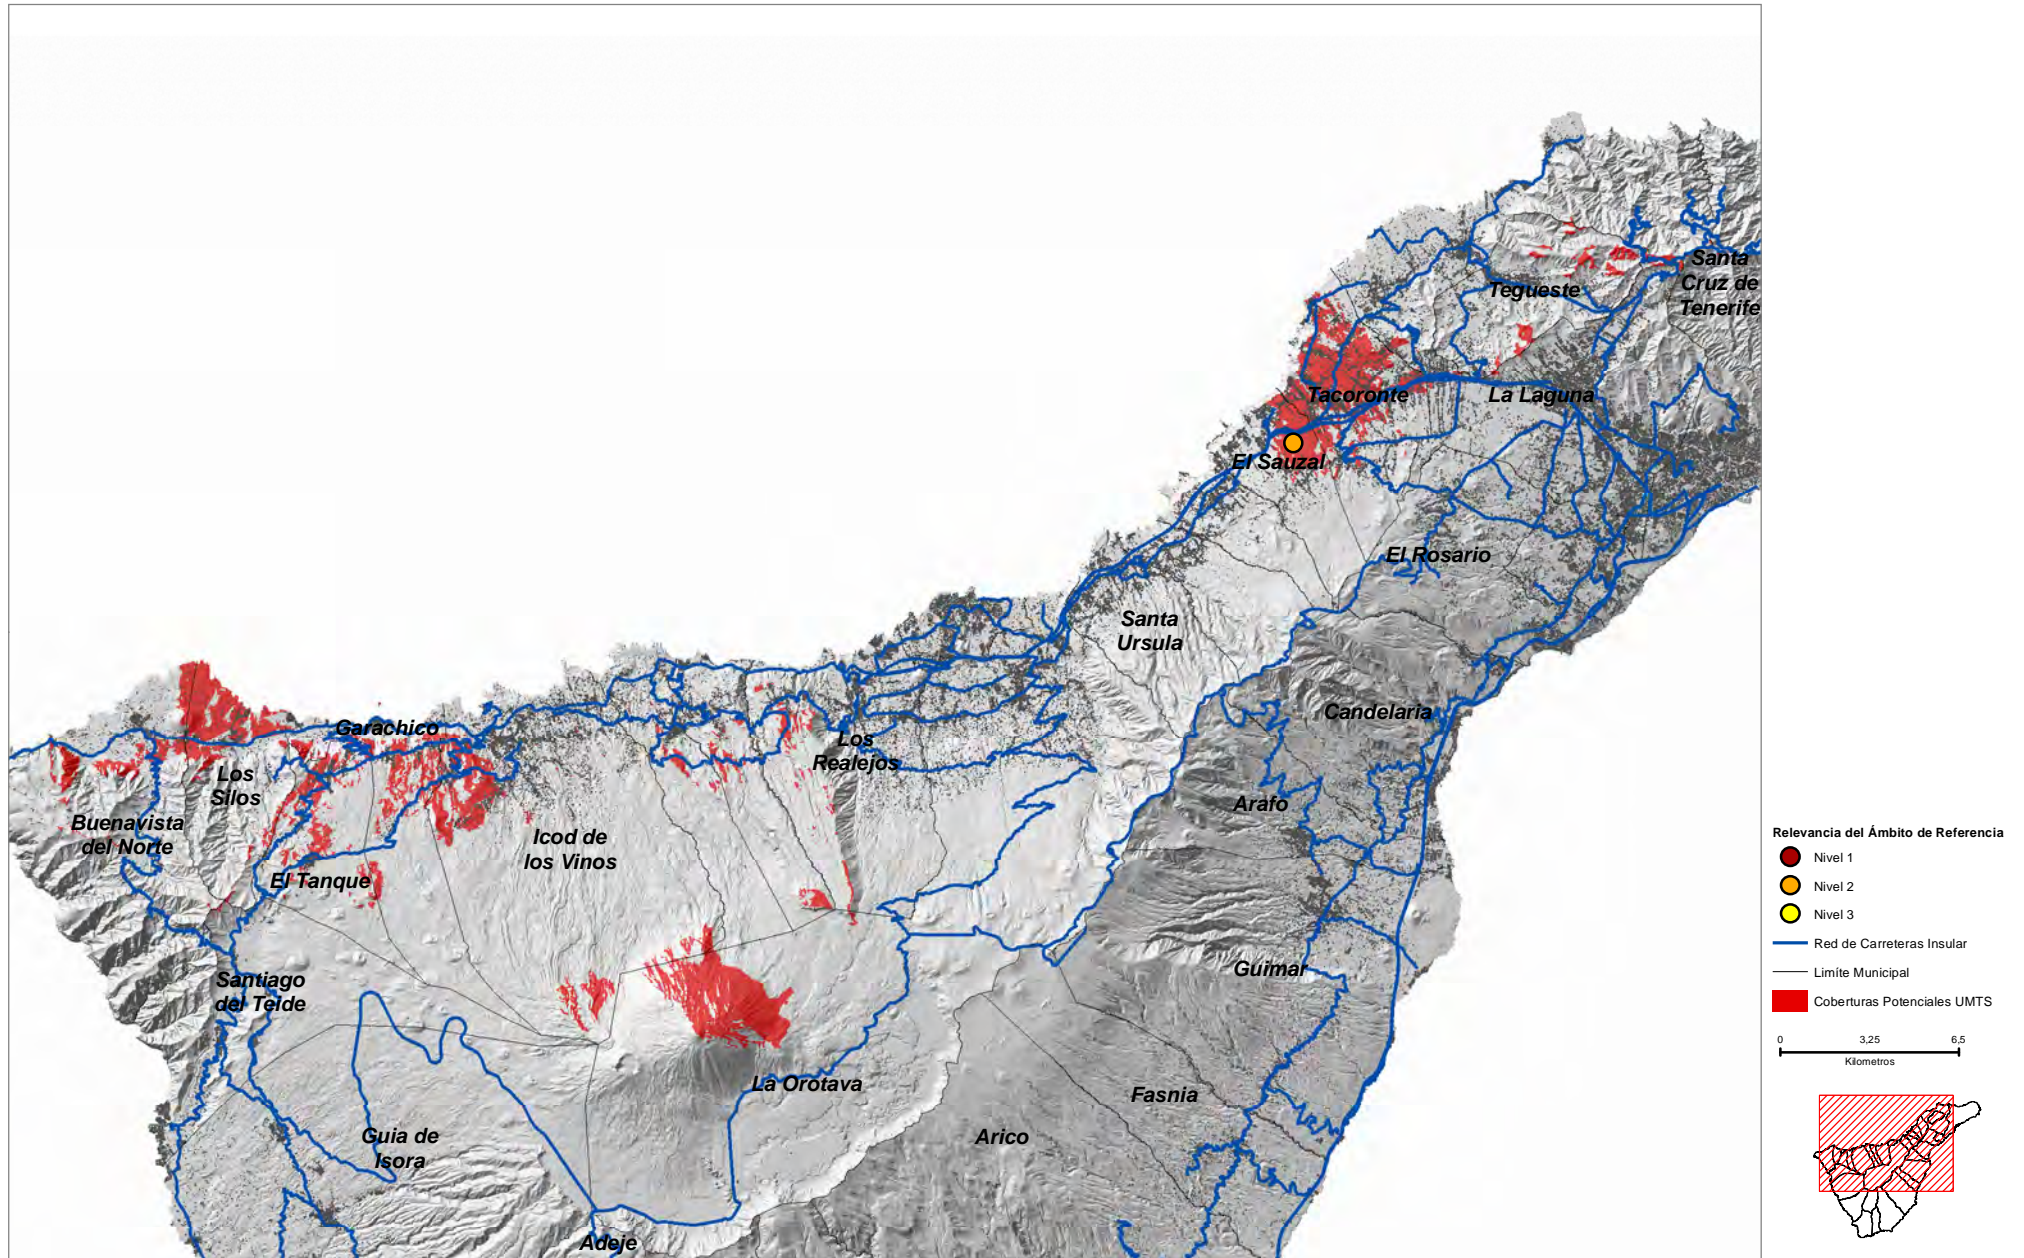 Santa
Cruz de
Tenerife
Tegueste
Tacoronte
La Laguna
El Sauzal
El Rosario
Santa
Ursula
Candelaria
Garachico
Los
Realejos
Los
Silos
Arafo
Buenavista
del Norte
Icod de
los Vinos
El Tanque
Guimar
Santiago
del Teide
La Orotava
Fasnia
Guia de
Isora
Arico
Adeje
Relevancia del Ámbito de Referencia
Nivel 1
Nivel 2
Nivel 3
Red de Carreteras Insular
Limíte Municipal
Coberturas Potenciales UMTS
0 3,25 6,5
Kilometros